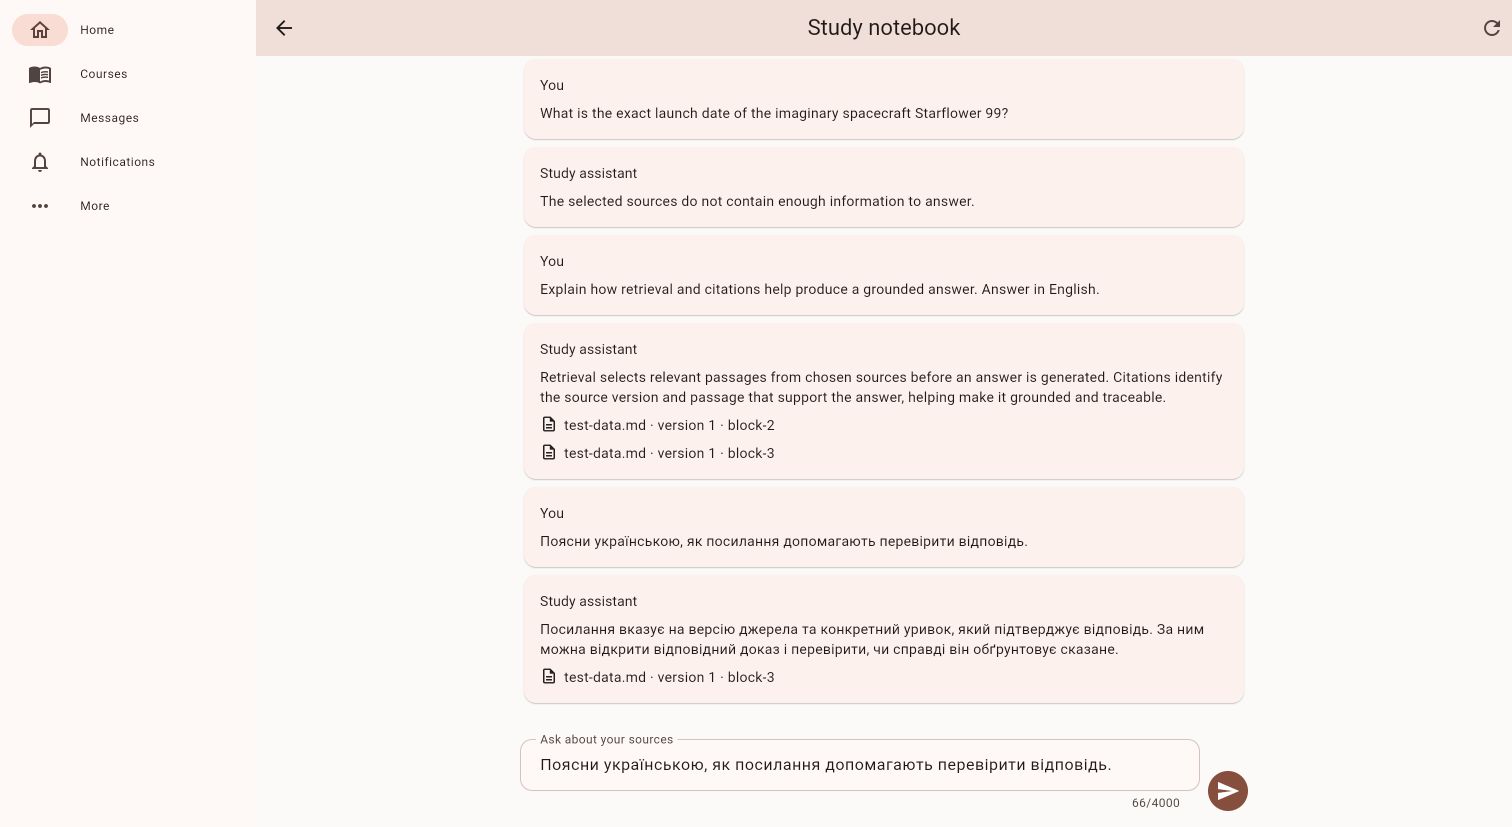 Home
Courses
Messages
Notifications
More
Study notebook
You
What is the exact launch date of the imaginary spacecraft Starflower 99?
Study assistant
The selected sources do not contain enough information to answer.
You
Explain how retrieval and citations help produce a grounded answer. Answer in English.
Study assistant
Retrieval selects relevant passages from chosen sources before an answer is generated. Citations identify
the source version and passage that support the answer, helping make it grounded and traceable.
test-data.md · version 1 · block-2
test-data.md · version 1 · block-3
You
Поясни українською, як посилання допомагають перевірити відповідь.
Study assistant
Посилання вказує на версію джерела та конкретний уривок, який підтверджує відповідь. За ним
можна відкрити відповідний доказ і перевірити, чи справді він обґрунтовує сказане.
test-data.md · version 1 · block-3
Ask about your sources
Поясни українською, як посилання допомагають перевірити відповідь.
66/4000